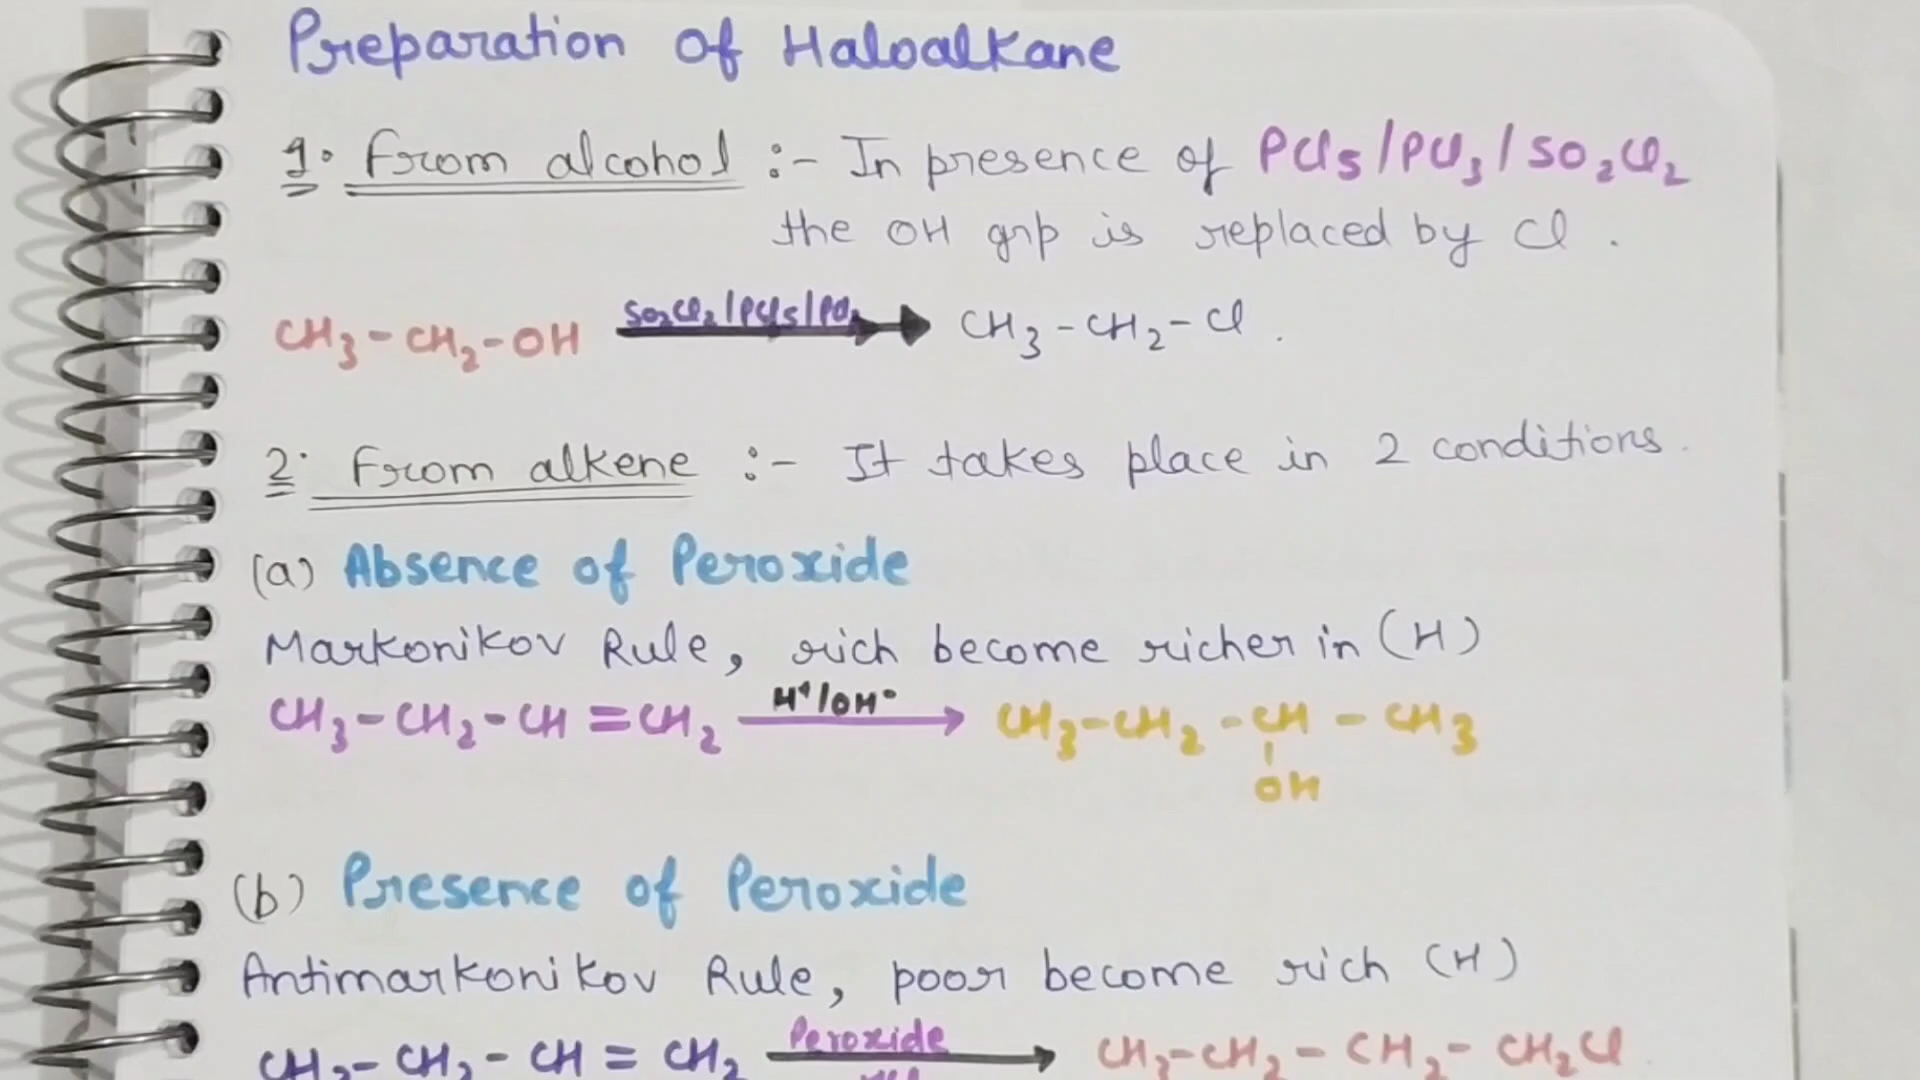 Preparation of Haloalkane
1. From alcohol :- In presence of PCl5/PCl3/SO2Cl2
the OH grp is replaced by Cl.
CH3-CH2-OH SO2Cl2/PCl5/PCl3 → CH3-CH2-Cl.
2. From alkene :- It takes place in 2 conditions.
(a) Absence of Peroxide
Markonikov Rule, rich become richer in (H)
CH3-CH2-CH=CH2 H+/OH- → CH3-CH2-CH-CH3
OH
(b) Presence of Peroxide
Antimarkonikov Rule, poor become rich (H)
CH3-CH2-CH=CH2 Peroxide → CH3-CH2-CH2-CH2Cl